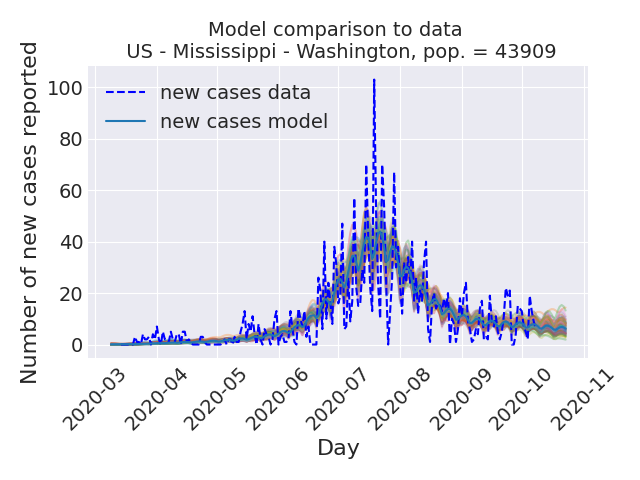 Model comparison to data
US - Mississippi - Washington, pop. = 43909
Number of new cases reported
100
80
60
40
20
0
new cases data
new cases model
2020-03
2020-04
2020-05
2020-06
2020-07
2020-08
2020-09
2020-10
2020-11
Day